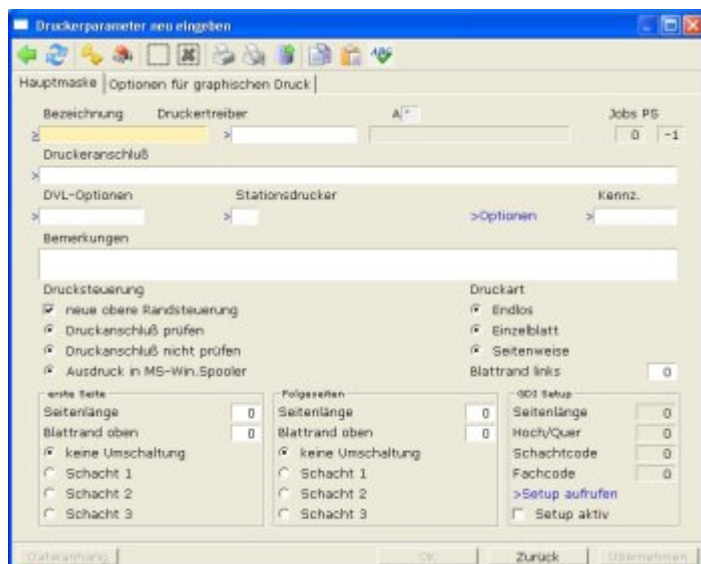 Druckerparameter neu eingeben
ABC
Hauptmaske Optionen für graphischen Druck
Bezeichnung Druckertreiber A * Jobs PS
> > 0 -1
Druckeranschluß
>
DVL-Optionen Stationsdrucker Kennz.
> > >Optionen >
Bemerkungen
Drucksteuerung Druckart
neue obere Randsteuerung Endlos
Druckanschluß prüfen Einzelblatt
Druckanschluß nicht prüfen Seitenweise
Ausdruck in MS-Win.Spooler Blattrand links 0
erste Seite Folgeseiten GDI Setup
Seitenlänge 0 Seitenlänge 0 Seitenlänge 0
Blattrand oben 0 Blattrand oben 0 Hoch/Quer 0
keine Umschaltung keine Umschaltung Schachtcode 0
Schacht 1 Schacht 1 Fachcode 0
Schacht 2 Schacht 2 >Setup aufrufen
Schacht 3 Schacht 3 Setup aktiv
Dateianhang OK Zurück Übernehmen